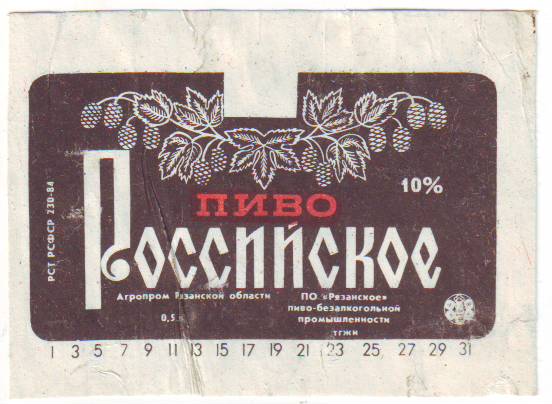 ПИВО
10%
Российское
РСТ РСФСР 230-84
Агропром Рязанской области
0,5
ПО «Рязанское»
пиво-безалкогольной
промышленности
1 3 5 7 9 11 13 15 17 19 21 23 25 27 29 31